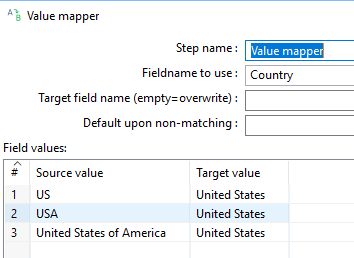 Value mapper
Step name : Value mapper
Fieldname to use : Country
Target field name (empty=overwrite) :
Default upon non-matching :
Field values:
# Source value Target value
1 US United States
2 USA United States
3 United States of America United States